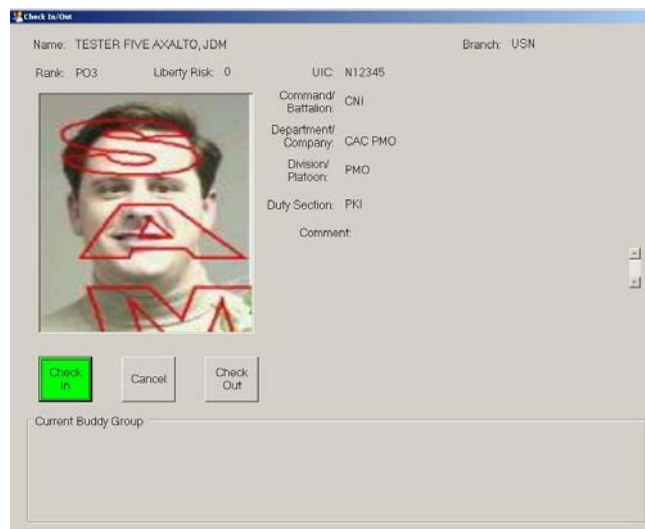 Check In/Out
Name: TESTER FIVE AXALTO, JDM Branch: USN
Rank: PO3 Liberty Risk: 0 UIC: N12345
Command/
Battalion: CNI
Department/
Company: CAC PMO
Division/
Platoon: PMO
Duty Section: PKI
Comment:
S
A
M
Check
In
Cancel
Check
Out
Current Buddy Group